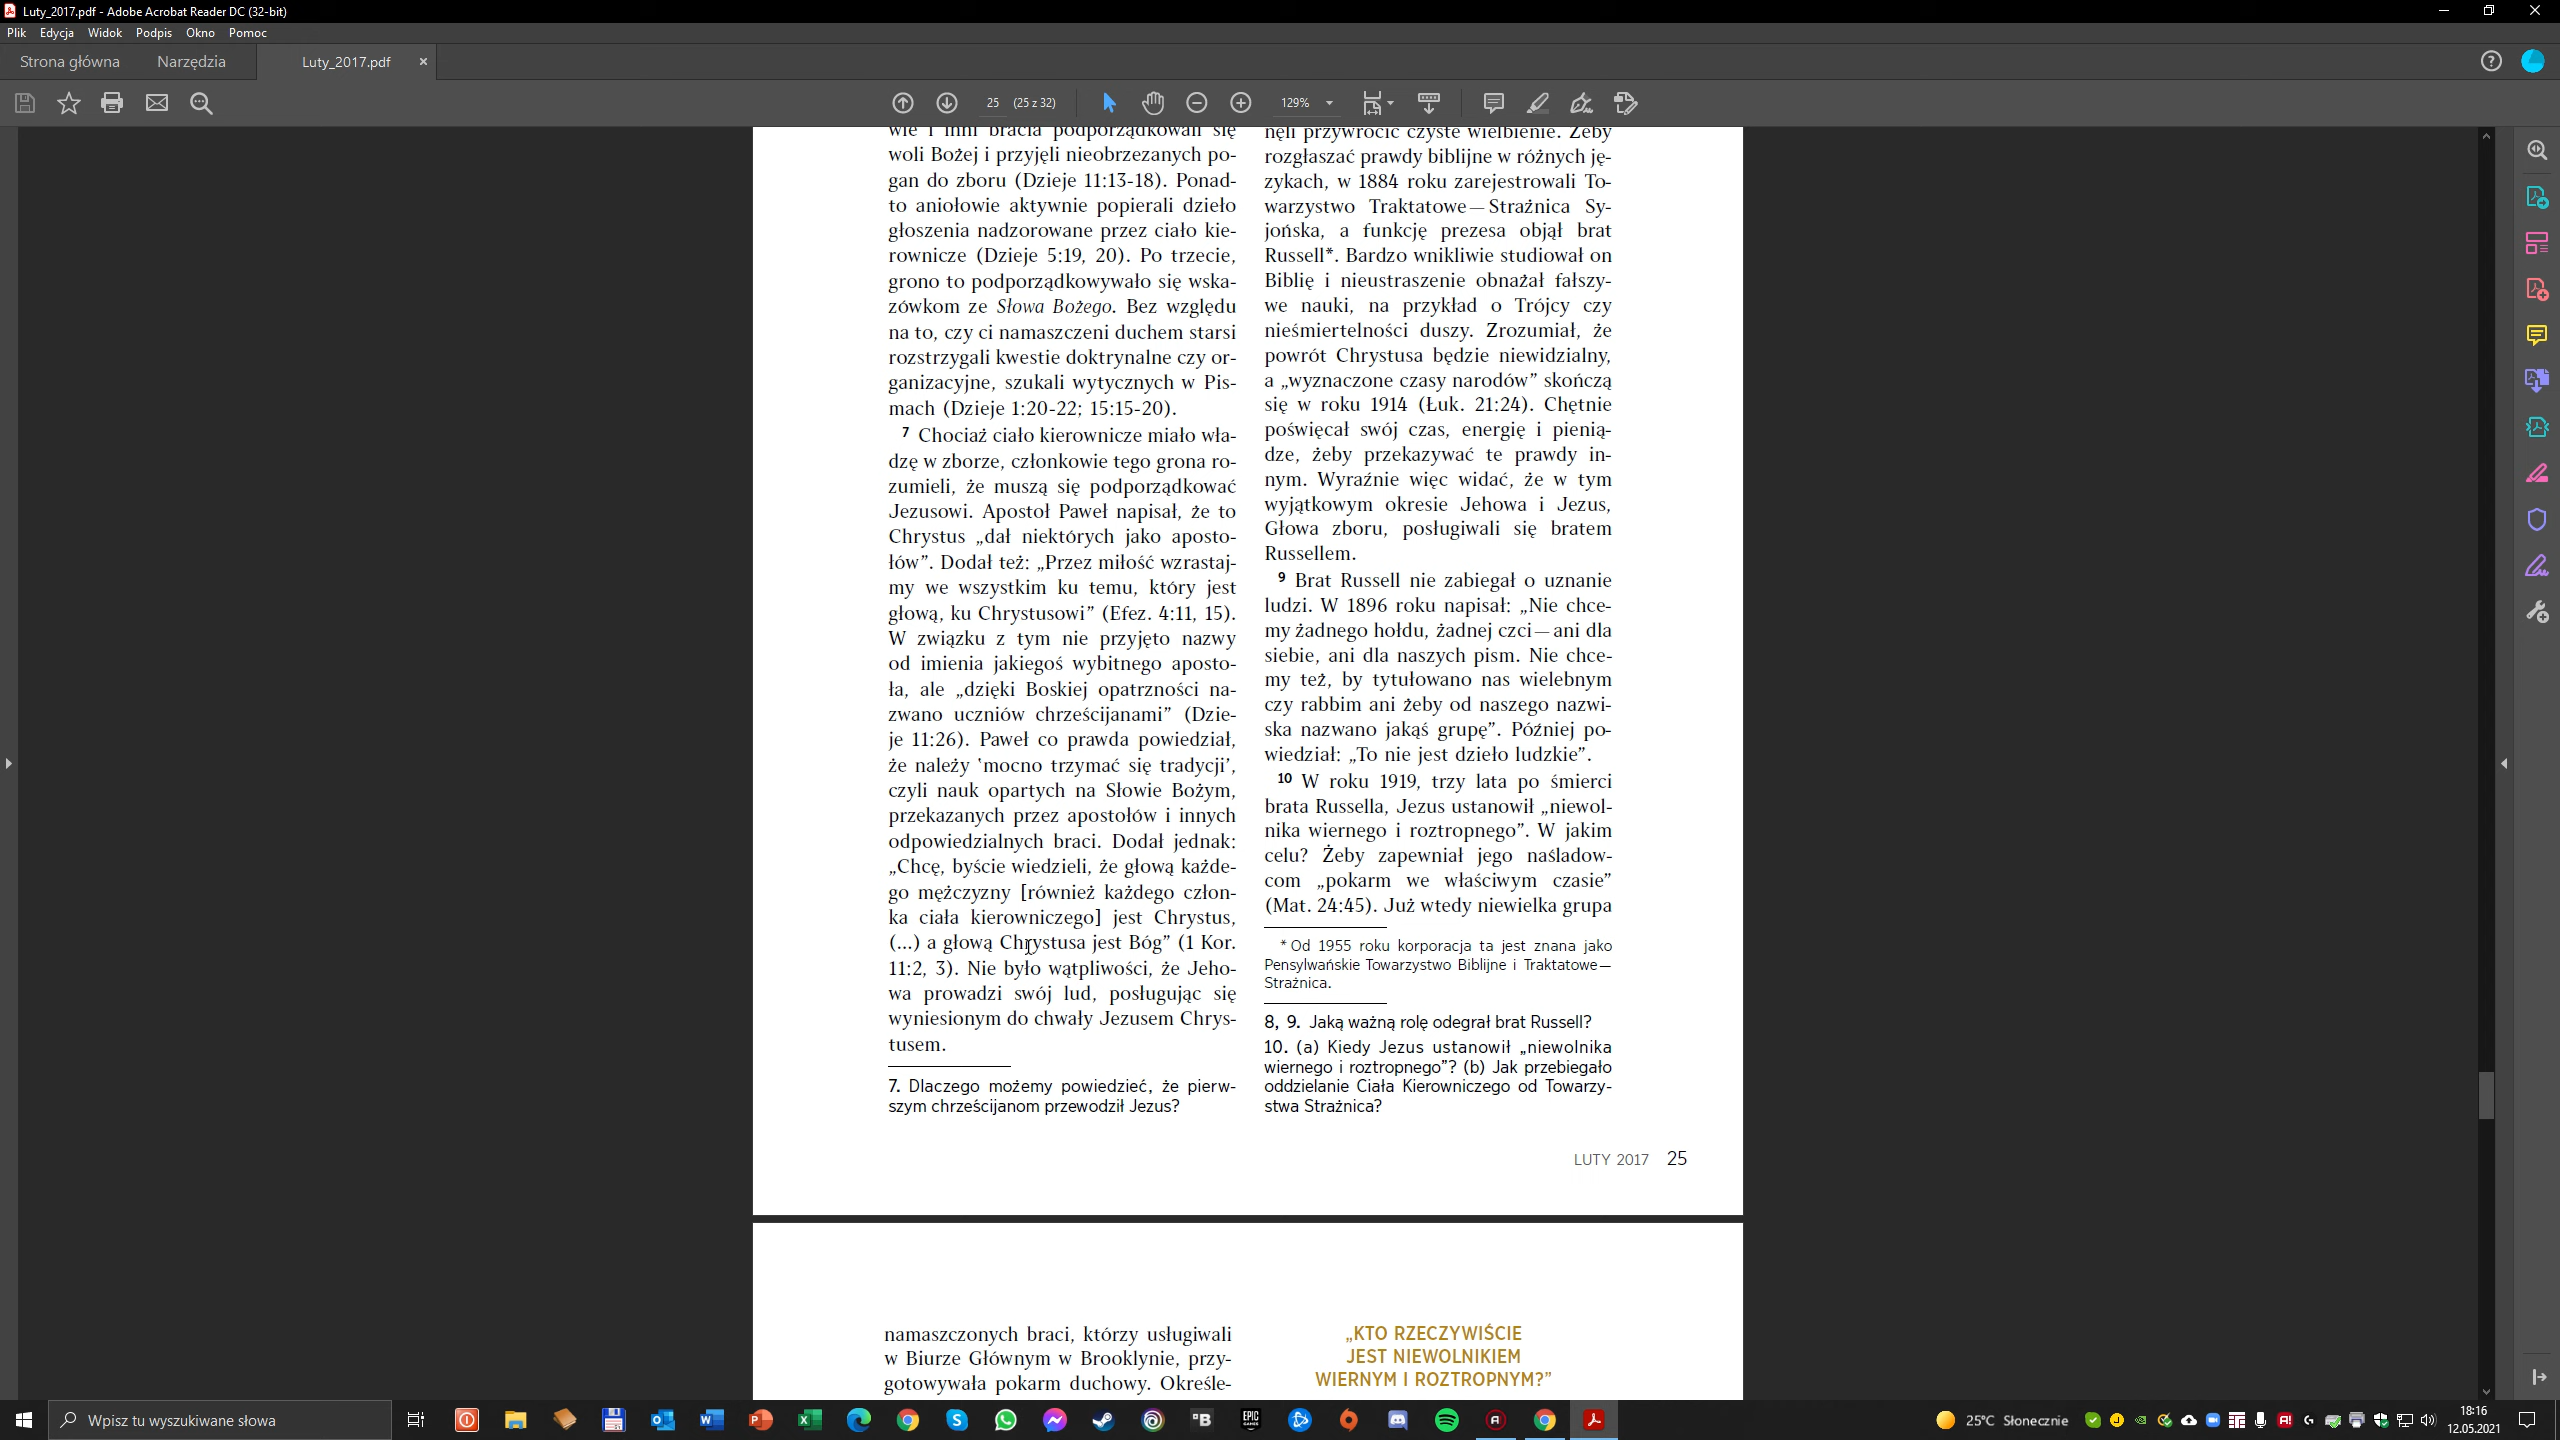 Luty_2017.pdf - Adobe Acrobat Reader DC (32-bit)
Plik Edycja Widok Podpis Okno Pomoc
Strona główna Narzędzia Luty_2017.pdf ×
25 (25 z 32) 129%
wie i inni bracia podporządkowali się
woli Bożej i przyjęli nieobrzezanych po-
gan do zboru (Dzieje 11:13-18). Ponad-
to aniołowie aktywnie popierali dzieło
głoszenia nadzorowane przez ciało kie-
rownicze (Dzieje 5:19, 20). Po trzecie,
grono to podporządkowywało się wska-
zówkom ze Słowa Bożego. Bez względu
na to, czy ci namaszczeni duchem starsi
rozstrzygali kwestie doktrynalne czy or-
ganizacyjne, szukali wytycznych w Pis-
mach (Dzieje 1:20-22; 15:15-20).
7 Chociaż ciało kierownicze miało wła-
dzę w zborze, członkowie tego grona ro-
zumieli, że muszą się podporządkować
Jezusowi. Apostoł Paweł napisał, że to
Chrystus „dał niektórych jako aposto-
łów”. Dodał też: „Przez miłość wzrastaj-
my we wszystkim ku temu, który jest
głową, ku Chrystusowi” (Efez. 4:11, 15).
W związku z tym nie przyjęto nazwy
od imienia jakiegoś wybitnego aposto-
ła, ale „dzięki Boskiej opatrzności na-
zwano uczniów chrześcijanami” (Dzie-
je 11:26). Paweł co prawda powiedział,
że należy ‛mocno trzymać się tradycji’,
czyli nauk opartych na Słowie Bożym,
przekazanych przez apostołów i innych
odpowiedzialnych braci. Dodał jednak:
„Chcę, byście wiedzieli, że głową każde-
go mężczyzny [również każdego człon-
ka ciała kierowniczego] jest Chrystus,
(...) a głową Chrystusa jest Bóg” (1 Kor.
11:2, 3). Nie było wątpliwości, że Jeho-
wa prowadzi swój lud, posługując się
wyniesionym do chwały Jezusem Chrys-
tusem.
7. Dlaczego możemy powiedzieć, że pierw-
szym chrześcijanom przewodził Jezus?
nęli przywrócić czyste wielbienie. Żeby
rozgłaszać prawdy biblijne w różnych ję-
zykach, w 1884 roku zarejestrowali To-
warzystwo Traktatowe — Strażnica Sy-
jońska, a funkcję prezesa objął brat
Russell*. Bardzo wnikliwie studiował on
Biblię i nieustraszenie obnażał fałszy-
we nauki, na przykład o Trójcy czy
nieśmiertelności duszy. Zrozumiał, że
powrót Chrystusa będzie niewidzialny,
a „wyznaczone czasy narodów” skończą
się w roku 1914 (Łuk. 21:24). Chętnie
poświęcał swój czas, energię i pienią-
dze, żeby przekazywać te prawdy in-
nym. Wyraźnie więc widać, że w tym
wyjątkowym okresie Jehowa i Jezus,
Głowa zboru, posługiwali się bratem
Russellem.
9 Brat Russell nie zabiegał o uznanie
ludzi. W 1896 roku napisał: „Nie chce-
my żadnego hołdu, żadnej czci — ani dla
siebie, ani dla naszych pism. Nie chce-
my też, by tytułowano nas wielebnym
czy rabbim ani żeby od naszego nazwi-
ska nazwano jakąś grupę”. Później po-
wiedział: „To nie jest dzieło ludzkie”.
10 W roku 1919, trzy lata po śmierci
brata Russella, Jezus ustanowił „niewol-
nika wiernego i roztropnego”. W jakim
celu? Żeby zapewniał jego naśladow-
com „pokarm we właściwym czasie”
(Mat. 24:45). Już wtedy niewielka grupa
* Od 1955 roku korporacja ta jest znana jako
Pensylwańskie Towarzystwo Biblijne i Traktatowe —
Strażnica.
8, 9. Jaką ważną rolę odegrał brat Russell?
10. (a) Kiedy Jezus ustanowił „niewolnika
wiernego i roztropnego”? (b) Jak przebiegało
oddzielanie Ciała Kierowniczego od Towarzy-
stwa Strażnica?
LUTY 2017 25
namaszczonych braci, którzy usługiwali
w Biurze Głównym w Brooklynie, przy-
gotowywała pokarm duchowy. Określe-
„KTO RZECZYWIŚCIE
JEST NIEWOLNIKIEM
WIERNYM I ROZTROPNYM?”
Wpisz tu wyszukiwane słowa
25°C Słonecznie
18:16
12.05.2021